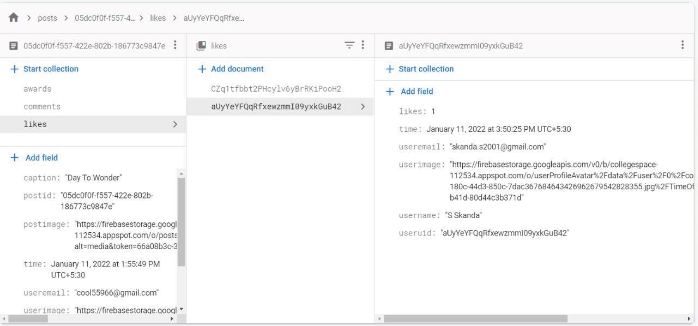 posts > 05dc0f0f-f557-4... > likes > aUyYeYFQqRfxe...
05dc0f0f-f557-422e-802b-186773c9847e
+ Start collection
awards
comments
likes
+ Add field
caption: "Day To Wonder"
postid: "05dc0f0f-f557-422e-802b-
186773c9847e"
postimage: "https://firebasestorage.googl
112534.appspot.com/o/posts
alt=media&token=66a08b3c-3
time: January 11, 2022 at 1:55:49 PM
UTC+5:30
useremail: "cool55966@gmail.com"
userimage: "https://firebasestorage.googl
likes
+ Add document
CZq1tfbbt2PHcylv6yBrRKiPooH2
aUyYeYFQqRfxewzmmI09yxkGuB42
aUyYeYFQqRfxewzmmI09yxkGuB42
+ Start collection
+ Add field
likes: 1
time: January 11, 2022 at 3:50:25 PM UTC+5:30
useremail: "skanda.s2001@gmail.com"
userimage: "https://firebasestorage.googleapis.com/v0/b/collegespace-
112534.appspot.com/o/userProfileAvatar%2Fdata%2Fuser%2F0%2Fco
180c-44d3-850c-7dac36768464342696267954282835​5.jpg%2FTimeOf
b41d-80d44c3b371d"
username: "S Skanda"
useruid: "aUyYeYFQqRfxewzmmI09yxkGuB42"